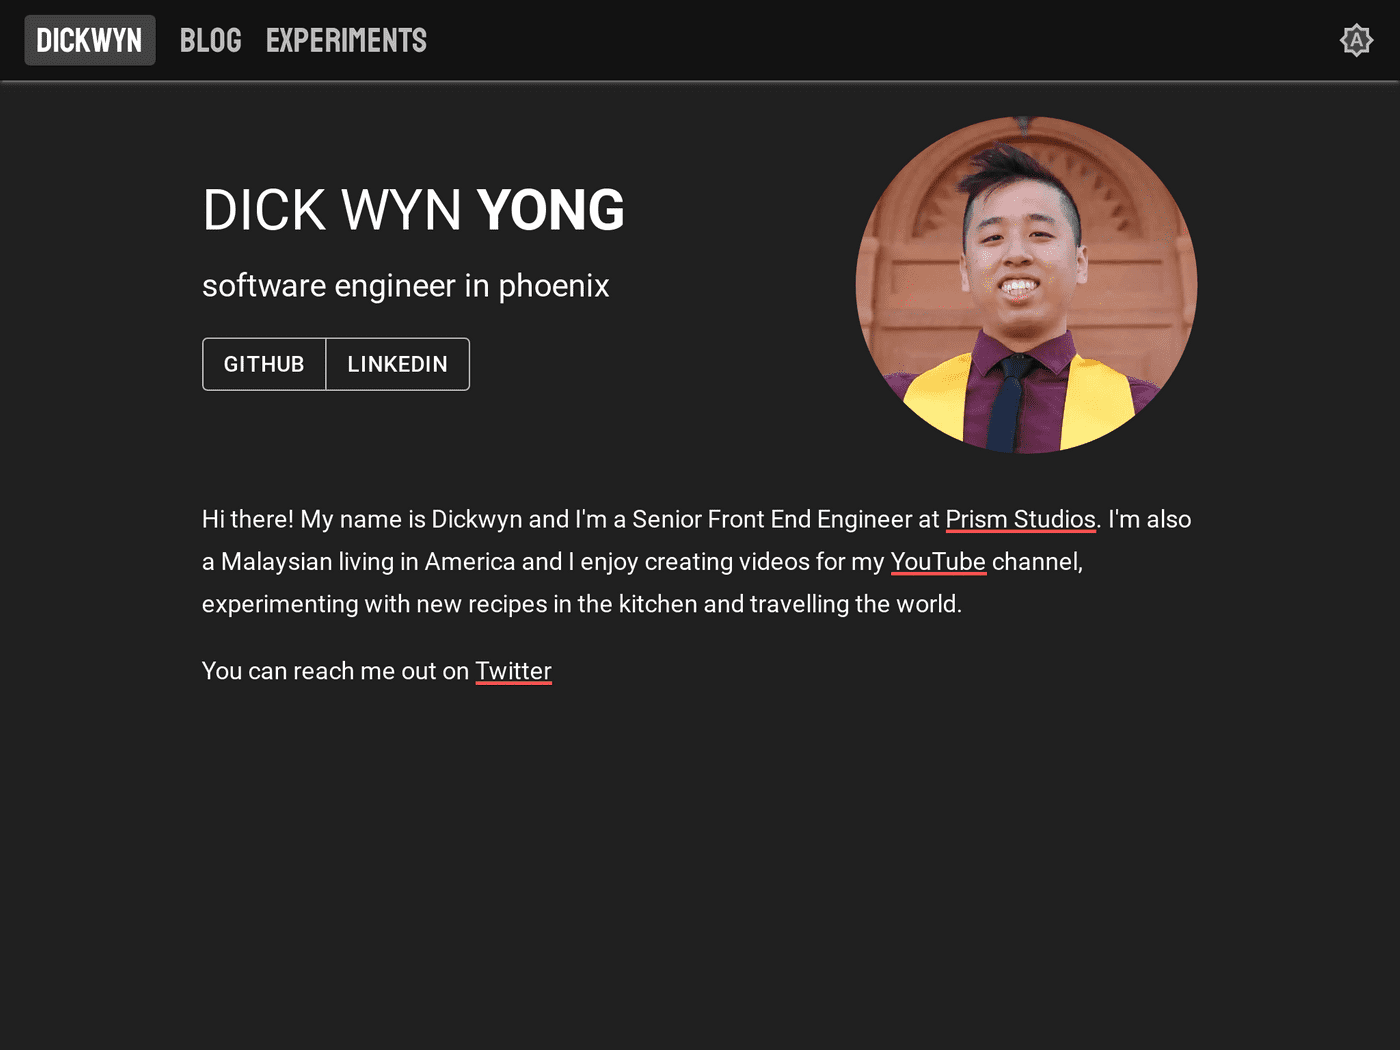 DICKWYN BLOG EXPERIMENTS A
DICK WYN YONG
software engineer in phoenix
GITHUB LINKEDIN
Hi there! My name is Dickwyn and I'm a Senior Front End Engineer at Prism Studios. I'm also
a Malaysian living in America and I enjoy creating videos for my YouTube channel,
experimenting with new recipes in the kitchen and travelling the world.
You can reach me out on Twitter